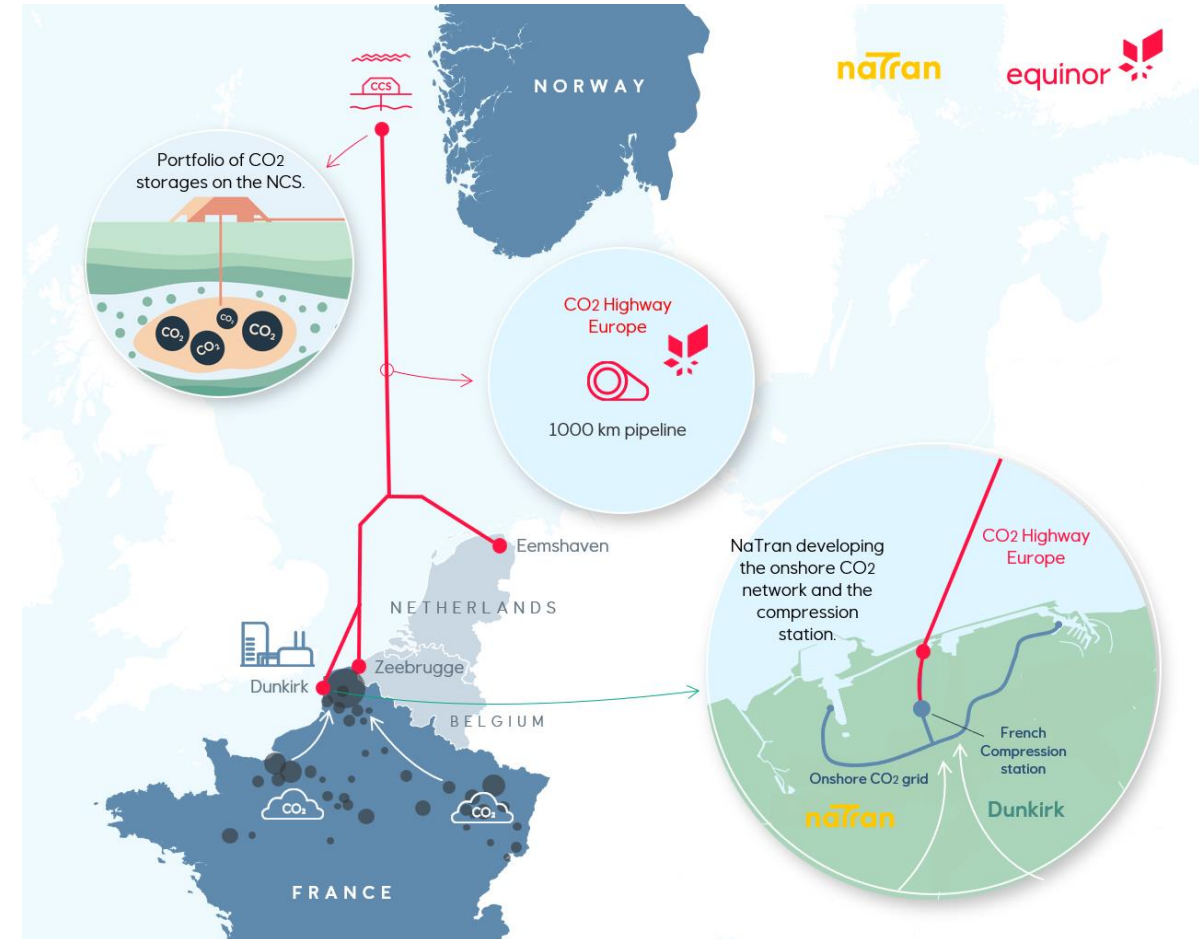 NORWAY
naTran
equinor
CCS
Portfolio of CO2
storages on the NCS.
CO2
CO2
CO2
CO2
CO2 Highway
Europe
1000 km pipeline
Eemshaven
NETHERLANDS
Zeebrugge
Dunkirk
BELGIUM
CO2
CO2
FRANCE
NaTran developing
the onshore CO2
network and the
compression
station.
CO2 Highway
Europe
French
Compression
station
Onshore CO2 grid
naTran
Dunkirk